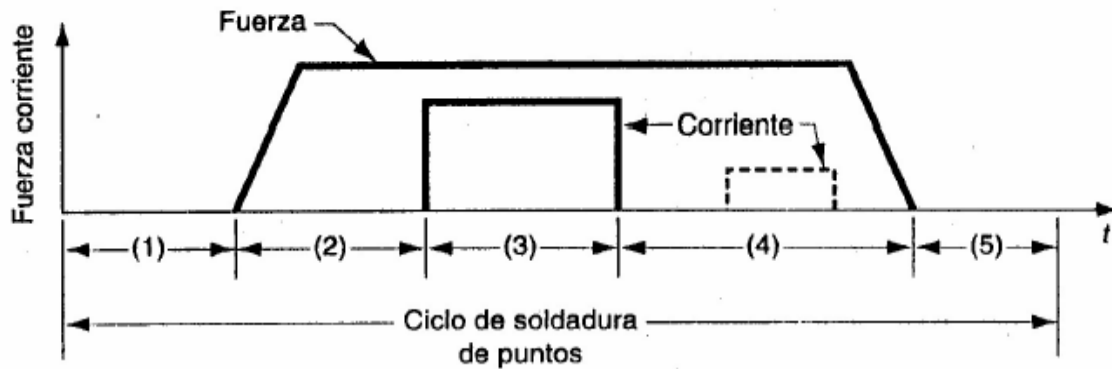 Fuerza
Fuerza corriente
Corriente
(1) (2) (3) (4) (5) t
Ciclo de soldadura
de puntos